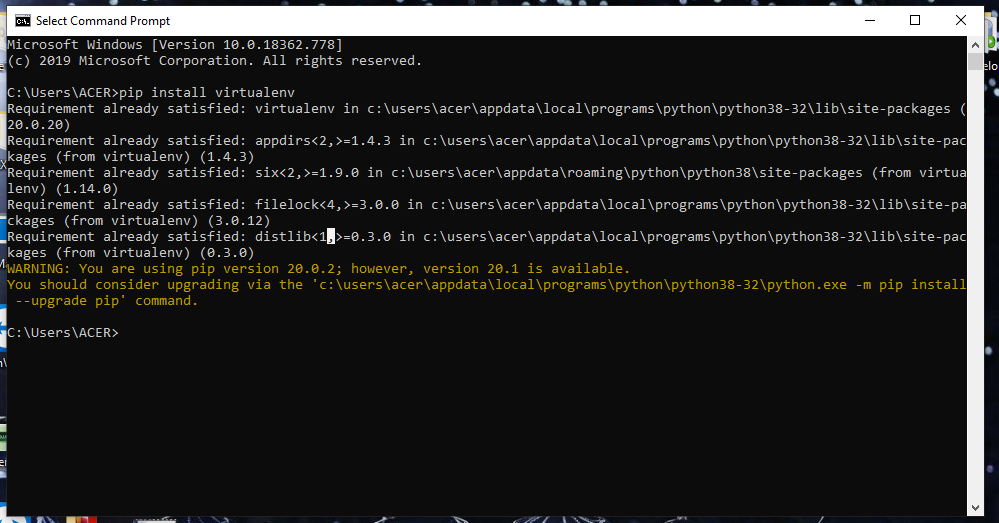 Select Command Prompt
Microsoft Windows [Version 10.0.18362.778]
(c) 2019 Microsoft Corporation. All rights reserved.
C:\Users\ACER>pip install virtualenv
Requirement already satisfied: virtualenv in c:\users\acer\appdata\local\programs\python\python38-32\lib\site-packages (
20.0.20)
Requirement already satisfied: appdirs<2,>=1.4.3 in c:\users\acer\appdata\local\programs\python\python38-32\lib\site-pac
kages (from virtualenv) (1.4.3)
Requirement already satisfied: six<2,>=1.9.0 in c:\users\acer\appdata\roaming\python\python38\site-packages (from virtua
lenv) (1.14.0)
Requirement already satisfied: filelock<4,>=3.0.0 in c:\users\acer\appdata\local\programs\python\python38-32\lib\site-pa
ckages (from virtualenv) (3.0.12)
Requirement already satisfied: distlib<1,>=0.3.0 in c:\users\acer\appdata\local\programs\python\python38-32\lib\site-pac
kages (from virtualenv) (0.3.0)
WARNING: You are using pip version 20.0.2; however, version 20.1 is available.
You should consider upgrading via the 'c:\users\acer\appdata\local\programs\python\python38-32\python.exe -m pip install
 --upgrade pip' command.
C:\Users\ACER>
elo